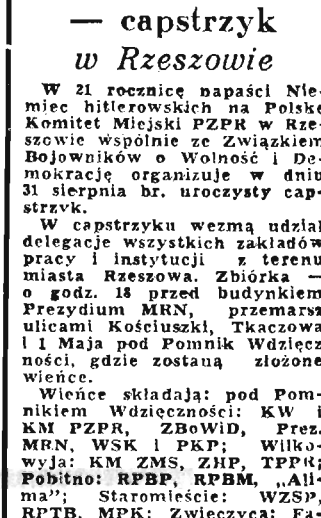 — capstrzyk
w Rzeszowie
W 21 rocznicę napaści Nie-
miec hitlerowskich na Polskę
Komitet Miejski PZPR w Rze-
szowie wspólnie ze Związkiem
Bojowników o Wolność i De-
mokrację organizuje w dniu
31 sierpnia br. uroczysty cap-
strzyk.
W capstrzyku wezmą udział
delegacje wszystkich zakładów
pracy i instytucji z terenu
miasta Rzeszowa. Zbiórka —
o godz. 18 przed budynkiem
Prezydium MRN, przemarsz
ulicami Kościuszki, Tkaczowa
i 1 Maja pod Pomnik Wdzięcz
ności, gdzie zostaną złożone
wieńce.
Wieńce składają: pod Pom-
nikiem Wdzięczności: KW i
KM PZPR, ZBoWiD, Prez.
MRN, WSK i PKP; Wilko-
wyja: KM ZMS, ZHP, TPPR;
Pobitno: RPBP, RPBM, „Ali-
ma"; Staromieście: WZSP,
RPTB, MPK; Zwięczyca: Fa-